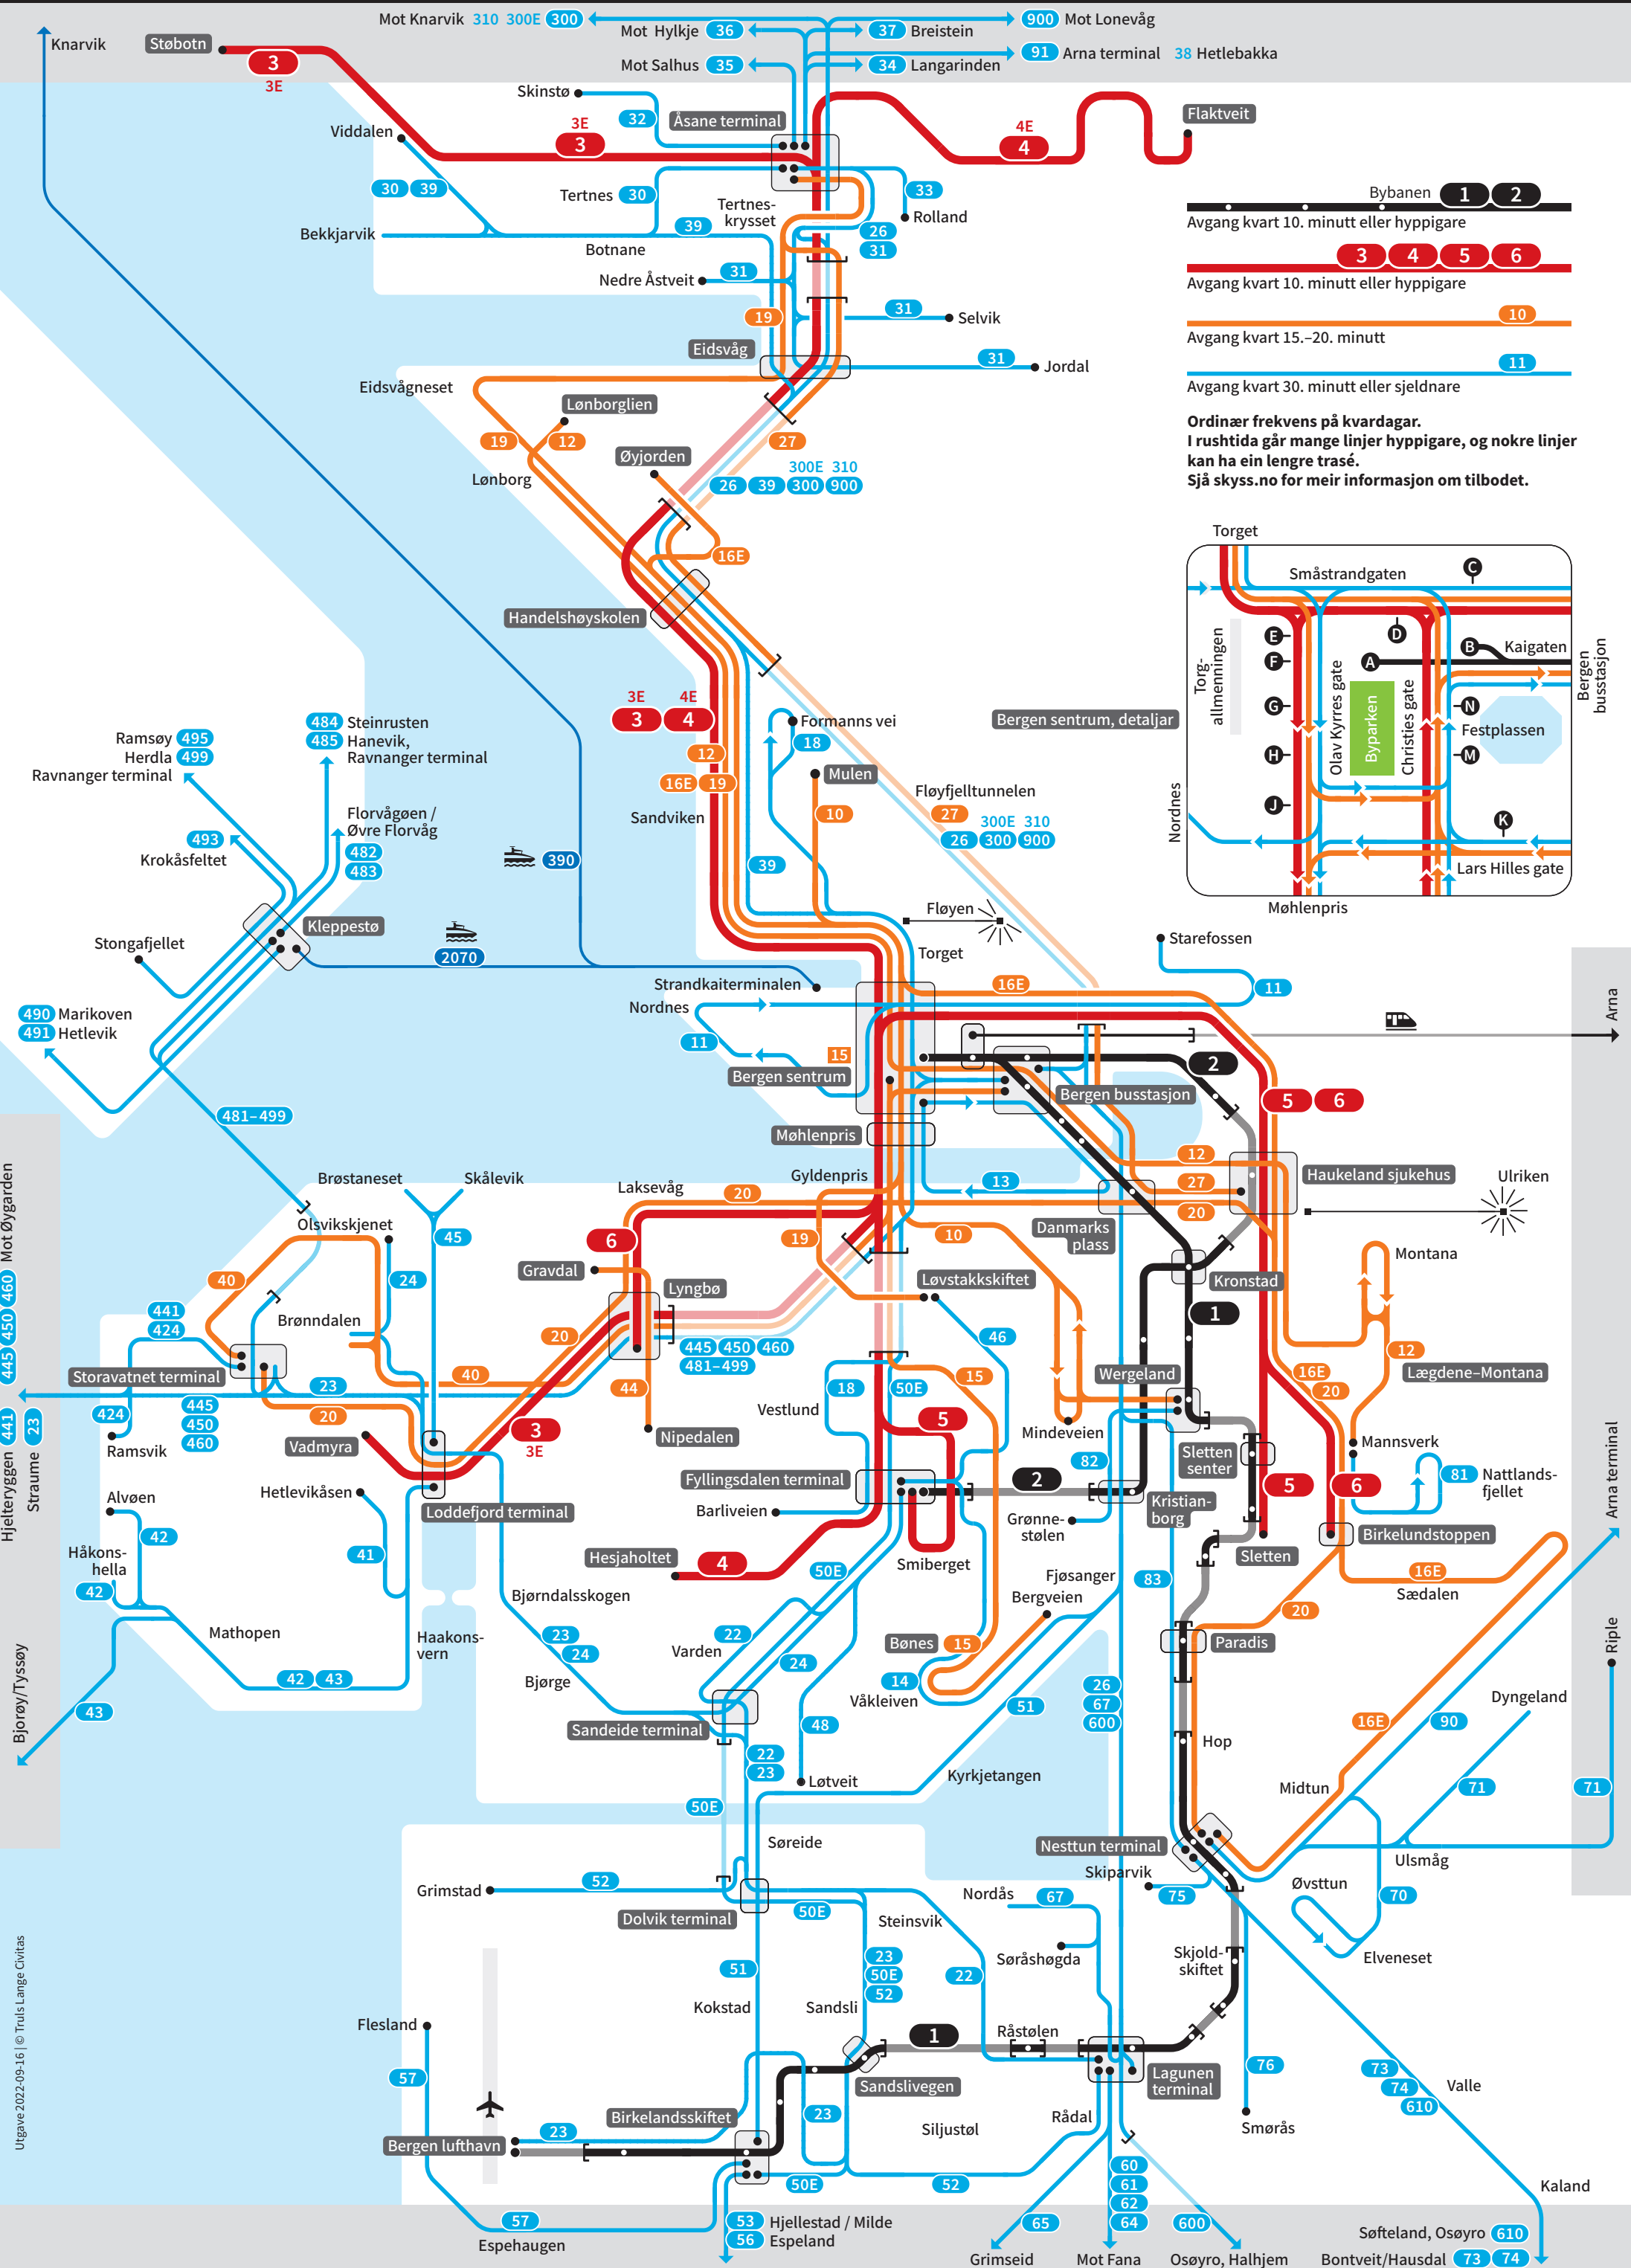 Mot Knarvik 310 300E 300
900 Mot Lonevåg
Mot Hylkje 36
37 Breistein
91 Arna terminal 38 Hetlebakka
Mot Salhus 35
34 Langarinden
Knarvik
Støbotn
3
3E
Skinstø
32
Åsane terminal
Flaktveit
3E
3
4E
4
Viddalen
30 39
Tertnes 30
33
Tertnes-
krysset
Rolland
39
26
31
Bekkjarvik
Botnane
Nedre Åstveit
31
31
Selvik
19
Eidsvåg
31
Jordal
Bybanen 1 2
Avgang kvart 10. minutt eller hyppigare
3 4 5 6
Avgang kvart 10. minutt eller hyppigare
10
Avgang kvart 15.–20. minutt
11
Avgang kvart 30. minutt eller sjeldnare
Ordinær frekvens på kvardagar.
I rushtida går mange linjer hyppigare, og nokre linjer
kan ha ein lengre trasé.
Sjå skyss.no for meir informasjon om tilbodet.
Eidsvågneset
Lønborglien
19
12
27
Øyjorden
Lønborg
300E 310
26 39 300 900
16E
Handelshøyskolen
Torget
Småstrandgaten
C
D
E
F
G
H
J
A
B
Kaigaten
N
M
K
Torg-
allmenningen
Olav Kyrres gate
Byparken
Christies gate
Festplassen
Bergen
busstasjon
Nordnes
Lars Hilles gate
Møhlenpris
Bergen sentrum, detaljar
3E 4E
3 4
12
16E 19
Sandviken
Formanns vei
18
Mulen
10
39
Fløyfjelltunnelen
27
300E 310
26 300 900
484 Steinrusten
485 Hanevik,
Ravnanger terminal
Ramsøy 495
Herdla 499
Ravnanger terminal
Florvågøen /
Øvre Florvåg
482
483
493
Krokåsfeltet
390
Kleppestø
2070
Stongafjellet
490 Marikoven
491 Hetlevik
481–499
Fløyen
Torget
Starefossen
Strandkaiterminalen
16E
11
Nordnes
11
15
Bergen sentrum
2
Bergen busstasjon
5 6
Arna
Møhlenpris
12
Haukeland sjukehus
Ulriken
13
27
20
Gyldenpris
Laksevåg
20
Danmarks
plass
19
10
Kronstad
Montana
6
Gravdal
Lyngbø
Løvstakkskiftet
1
Brøstaneset
Skålevik
Olsvikskjenet
45
40
24
441
424
Brønndalen
20
445 450 460
481–499
46
Wergeland
12
16E
20
Lægdene–Montana
Storavatnet terminal
23
40
44
18
50E
15
445
450
460
20
424
Ramsvik
Vestlund
5
Mindeveien
Mot Øygarden
445 450 460
Hjelteryggen 441
Straume 23
Vadmyra
3
3E
Nipedalen
Mannsverk
Sletten
senter
Fyllingsdalen terminal
82
2
81
Nattlands-
fjellet
5
6
Alvøen
Hetlevikåsen
Loddefjord terminal
Barliveien
Grønne-
stølen
Kristian-
borg
Birkelundstoppen
42
Håkons-
hella
42
41
Hesjaholtet
4
Smiberget
Sletten
50E
Fjøsanger
83
16E
Sædalen
Arna terminal
Bjørndalsskogen
Bergveien
20
Mathopen
Haakons-
vern
23
24
22
Varden
24
Bønes
15
Paradis
Riple
42 43
Bjørge
14
Våkleiven
51
26
67
600
Dyngeland
Bjorøy/Tyssøy
43
Sandeide terminal
48
Hop
16E
90
22
23
Løtveit
Kyrkjetangen
Midtun
71
71
50E
Søreide
Nesttun terminal
Ulsmåg
Skiparvik
Grimstad
52
Nordås
67
75
Øvsttun
70
Dolvik terminal
50E
Steinsvik
Elveneset
Søråshøgda
Skjold-
skiftet
51
23
50E
52
22
Kokstad
Sandsli
Flesland
1
Råstølen
57
Sandslivegen
Lagunen
terminal
76
73
74
610
Valle
Birkelandsskiftet
23
Rådal
Smørås
Siljustøl
23
Bergen lufthavn
50E
52
60
61
62
64
Kaland
57
Espehaugen
53 Hjellestad / Milde
56 Espeland
65
600
Søfteland, Osøyro 610
Grimseid
Mot Fana
Osøyro, Halhjem
Bontveit/Hausdal 73 74
Utgave 2022-09-16 | © Truls Lange Civitas